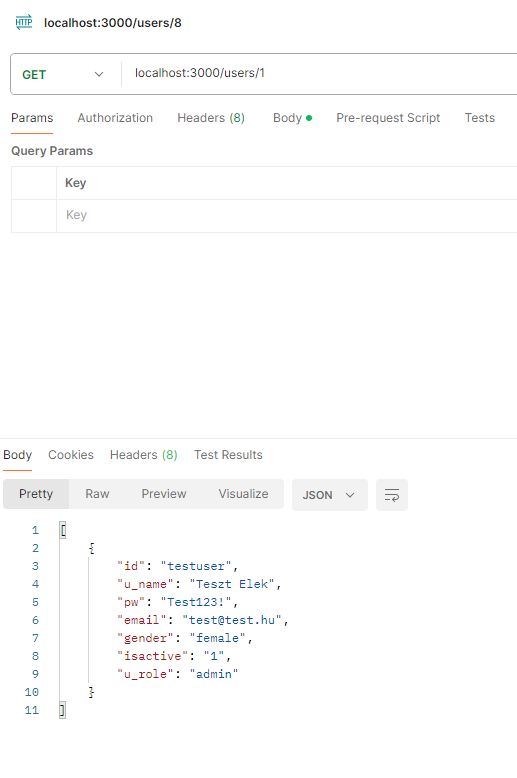 HTTP localhost:3000/users/8
GET localhost:3000/users/1
Params Authorization Headers (8) Body Pre-request Script Tests
Query Params
Key
Key
Body Cookies Headers (8) Test Results
Pretty Raw Preview Visualize JSON
1 [
2 {
3 "id": "testuser",
4 "u_name": "Teszt Elek",
5 "pw": "Test123!",
6 "email": "test@test.hu",
7 "gender": "female",
8 "isactive": "1",
9 "u_role": "admin"
10 }
11 ]